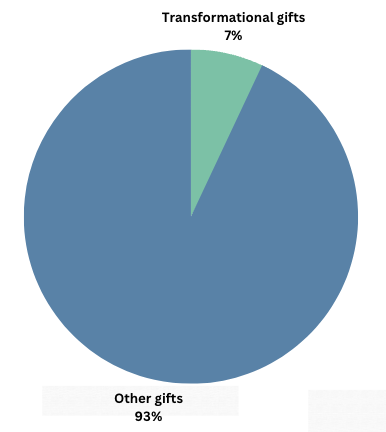 Transformational gifts
7%
Other gifts
93%